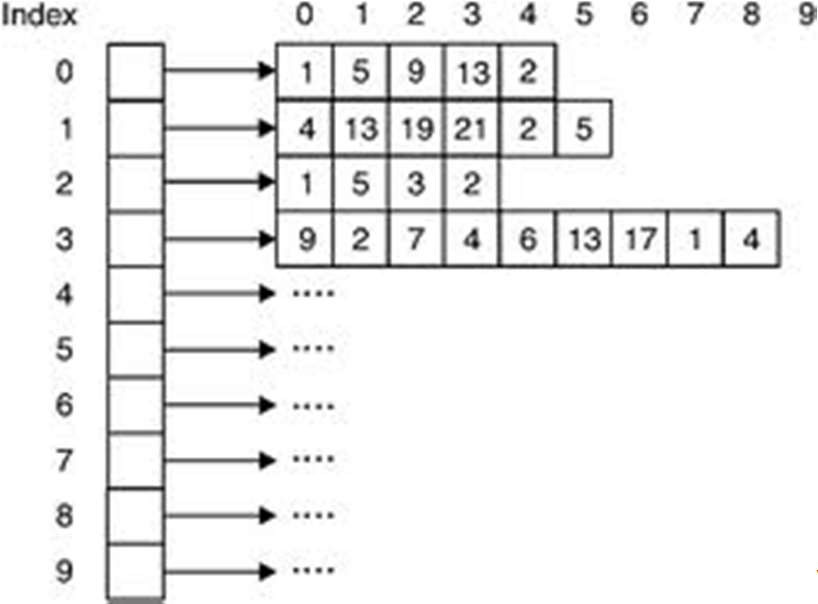 Index 0 1 2 3 4 5 6 7 8 9
0 1 5 9 13 2
1 4 13 19 21 2 5
2 1 5 3 2
3 9 2 7 4 6 13 17 1 4
4 ....
5 ....
6 ....
7 ....
8 ....
9 ....